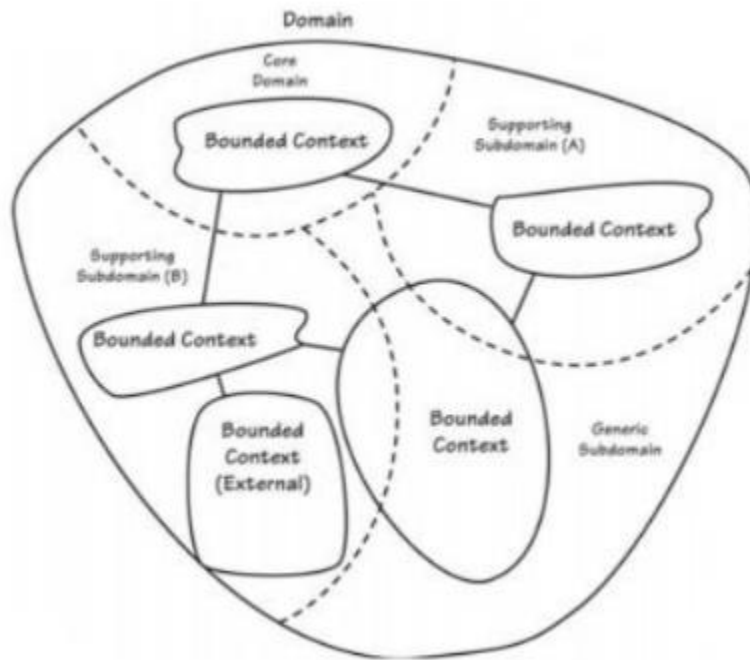 Domain
Core
Domain
Bounded Context
Supporting
Subdomain (A)
Bounded Context
Supporting
Subdomain (B)
Bounded Context
Bounded
Context
(External)
Bounded
Context
Generic
Subdomain